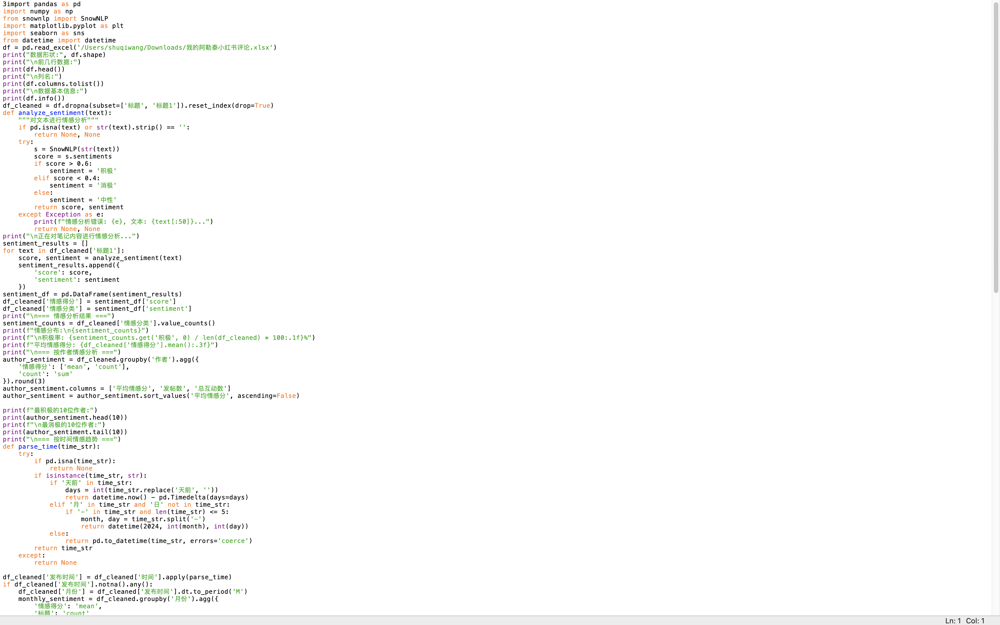 3import pandas as pd
import numpy as np
from snownlp import SnowNLP
import matplotlib.pyplot as plt
import seaborn as sns
from datetime import datetime
df = pd.read_excel('/Users/shuqiwang/Downloads/我的阿勒泰小红书评论.xlsx')
print("数据形状:", df.shape)
print("\n前几行数据:")
print(df.head())
print("\n列名:")
print(df.columns.tolist())
print("\n数据基本信息:")
print(df.info())
df_cleaned = df.dropna(subset=['标题', '标题1']).reset_index(drop=True)
def analyze_sentiment(text):
    """对文本进行情感分析"""
    if pd.isna(text) or str(text).strip() == '':
        return None, None
    try:
        s = SnowNLP(str(text))
        score = s.sentiments
        if score > 0.6:
            sentiment = '积极'
        elif score < 0.4:
            sentiment = '消极'
        else:
            sentiment = '中性'
        return score, sentiment
    except Exception as e:
        print(f"情感分析错误: {e}, 文本: {text[:50]}...")
        return None, None
print("\n正在对笔记内容进行情感分析...")
sentiment_results = []
for text in df_cleaned['标题1']:
    score, sentiment = analyze_sentiment(text)
    sentiment_results.append({
        'score': score,
        'sentiment': sentiment
    })
sentiment_df = pd.DataFrame(sentiment_results)
df_cleaned['情感得分'] = sentiment_df['score']
df_cleaned['情感分类'] = sentiment_df['sentiment']
print("\n=== 情感分析结果 ===")
sentiment_counts = df_cleaned['情感分类'].value_counts()
print(f"情感分布:\n{sentiment_counts}")
print(f"\n积极率: {sentiment_counts.get('积极', 0) / len(df_cleaned) * 100:.1f}%")
print(f"平均情感得分: {df_cleaned['情感得分'].mean():.3f}")
print("\n=== 按作者情感分析 ===")
author_sentiment = df_cleaned.groupby('作者').agg({
    '情感得分': ['mean', 'count'],
    'count': 'sum'
}).round(3)
author_sentiment.columns = ['平均情感分', '发帖数', '总互动数']
author_sentiment = author_sentiment.sort_values('平均情感分', ascending=False)

print(f"最积极的10位作者:")
print(author_sentiment.head(10))
print(f"\n最消极的10位作者:")
print(author_sentiment.tail(10))
print("\n=== 按时间情感趋势 ===")
def parse_time(time_str):
    try:
        if pd.isna(time_str):
            return None
        if isinstance(time_str, str):
            if '天前' in time_str:
                days = int(time_str.replace('天前', ''))
                return datetime.now() - pd.Timedelta(days=days)
            elif '月' in time_str and '日' not in time_str:
                if '-' in time_str and len(time_str) <= 5:
                    month, day = time_str.split('-')
                    return datetime(2024, int(month), int(day))
            else:
                return pd.to_datetime(time_str, errors='coerce')
        return time_str
    except:
        return None

df_cleaned['发布时间'] = df_cleaned['时间'].apply(parse_time)
if df_cleaned['发布时间'].notna().any():
    df_cleaned['月份'] = df_cleaned['发布时间'].dt.to_period('M')
    monthly_sentiment = df_cleaned.groupby('月份').agg({
        '情感得分': 'mean',
        '标题': 'count'
Ln: 1 Col: 1